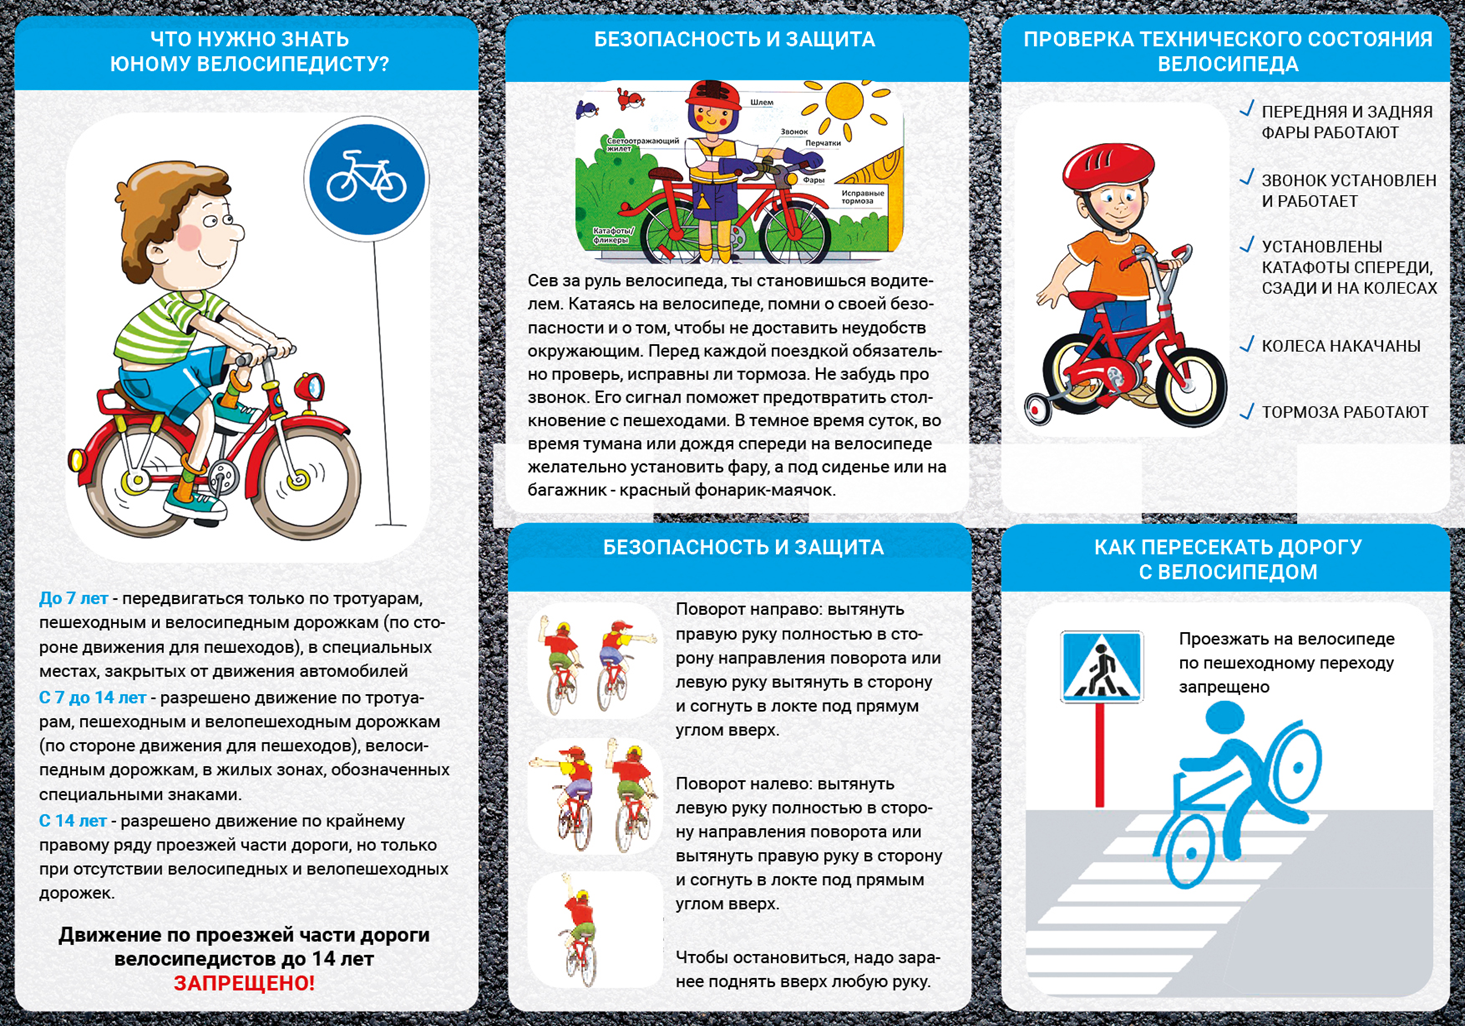 ЧТО НУЖНО ЗНАТЬ
ЮНОМУ ВЕЛОСИПЕДИСТУ?
До 7 лет - передвигаться только по тротуарам,
пешеходным и велосипедным дорожкам (по сто-
роне движения для пешеходов), в специальных
местах, закрытых от движения автомобилей
С 7 до 14 лет - разрешено движение по тротуа-
рам, пешеходным и велопешеходным дорожкам
(по стороне движения для пешеходов), велоси-
педным дорожкам, в жилых зонах, обозначенных
специальными знаками.
С 14 лет - разрешено движение по крайнему
правому ряду проезжей части дороги, но только
при отсутствии велосипедных и велопешеходных
дорожек.
Движение по проезжей части дороги
велосипедистов до 14 лет
ЗАПРЕЩЕНО!
БЕЗОПАСНОСТЬ И ЗАЩИТА
Шлем
Звонок
Светоотражающий
жилет
Перчатки
Фары
Исправные
тормоза
Катафоты/
фликеры
Сев за руль велосипеда, ты становишься водите-
лем. Катаясь на велосипеде, помни о своей безо-
пасности и о том, чтобы не доставить неудобств
окружающим. Перед каждой поездкой обязатель-
но проверь, исправны ли тормоза. Не забудь про
звонок. Его сигнал поможет предотвратить стол-
кновение с пешеходами. В темное время суток, во
время тумана или дождя спереди на велосипеде
желательно установить фару, а под сиденье или на
багажник - красный фонарик-маячок.
БЕЗОПАСНОСТЬ И ЗАЩИТА
Поворот направо: вытянуть
правую руку полностью в сто-
рону направления поворота или
левую руку вытянуть в сторону
и согнуть в локте под прямум
углом вверх.
Поворот налево: вытянуть
левую руку полностью в сторо-
ну направления поворота или
вытянуть правую руку в сторону
и согнуть в локте под прямым
углом вверх.
Чтобы остановиться, надо зара-
нее поднять вверх любую руку.
ПРОВЕРКА ТЕХНИЧЕСКОГО СОСТОЯНИЯ
ВЕЛОСИПЕДА
ПЕРЕДНЯЯ И ЗАДНЯЯ
ФАРЫ РАБОТАЮТ
ЗВОНОК УСТАНОВЛЕН
И РАБОТАЕТ
УСТАНОВЛЕНЫ
КАТАФОТЫ СПЕРЕДИ,
СЗАДИ И НА КОЛЕСАХ
КОЛЕСА НАКАЧАНЫ
ТОРМОЗА РАБОТАЮТ
КАК ПЕРЕСЕКАТЬ ДОРОГУ
С ВЕЛОСИПЕДОМ
Проезжать на велосипеде
по пешеходному переходу
запрещено